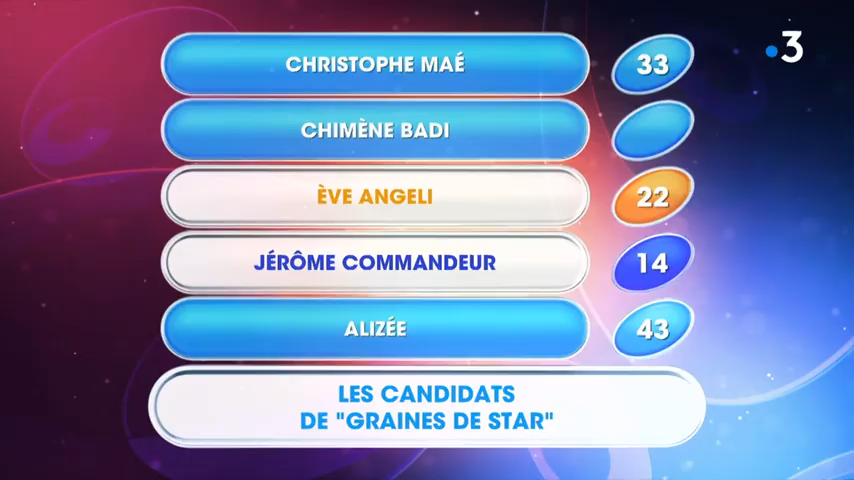 CHRISTOPHE MAÉ 33
·3
CHIMÈNE BADI
ÈVE ANGELI 22
JÉRÔME COMMANDEUR 14
ALIZÉE 43
LES CANDIDATS
DE "GRAINES DE STAR"